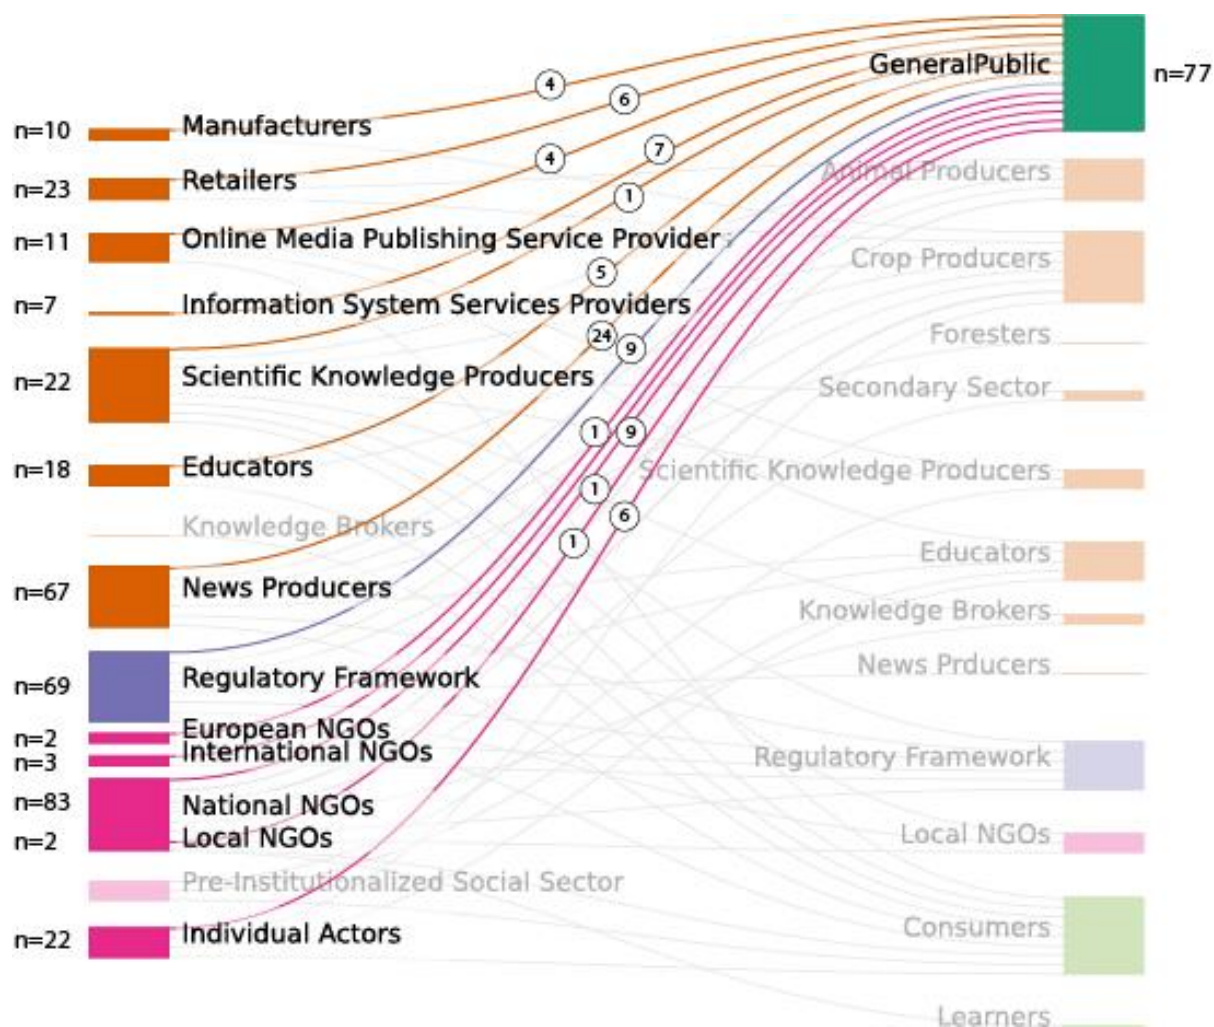 GeneralPublic
n=77
4
6
n=10
Manufacturers
7
4
Animal Producers
n=23
Retailers
1
n=11
Online Media Publishing Service Providers
Crop Producers
5
n=7
Information System Services Providers
24
9
Foresters
n=22
Scientific Knowledge Producers
Secondary Sector
1
9
n=18
Educators
Scientific Knowledge Producers
1
6
Knowledge Brokers
1
Educators
n=67
News Producers
Knowledge Brokers
News Prducers
n=69
Regulatory Framework
n=2
European NGOs
n=3
International NGOs
Regulatory Framework
n=83
National NGOs
n=2
Local NGOs
Local NGOs
Pre-Institutionalized Social Sector
n=22
Individual Actors
Consumers
Learners